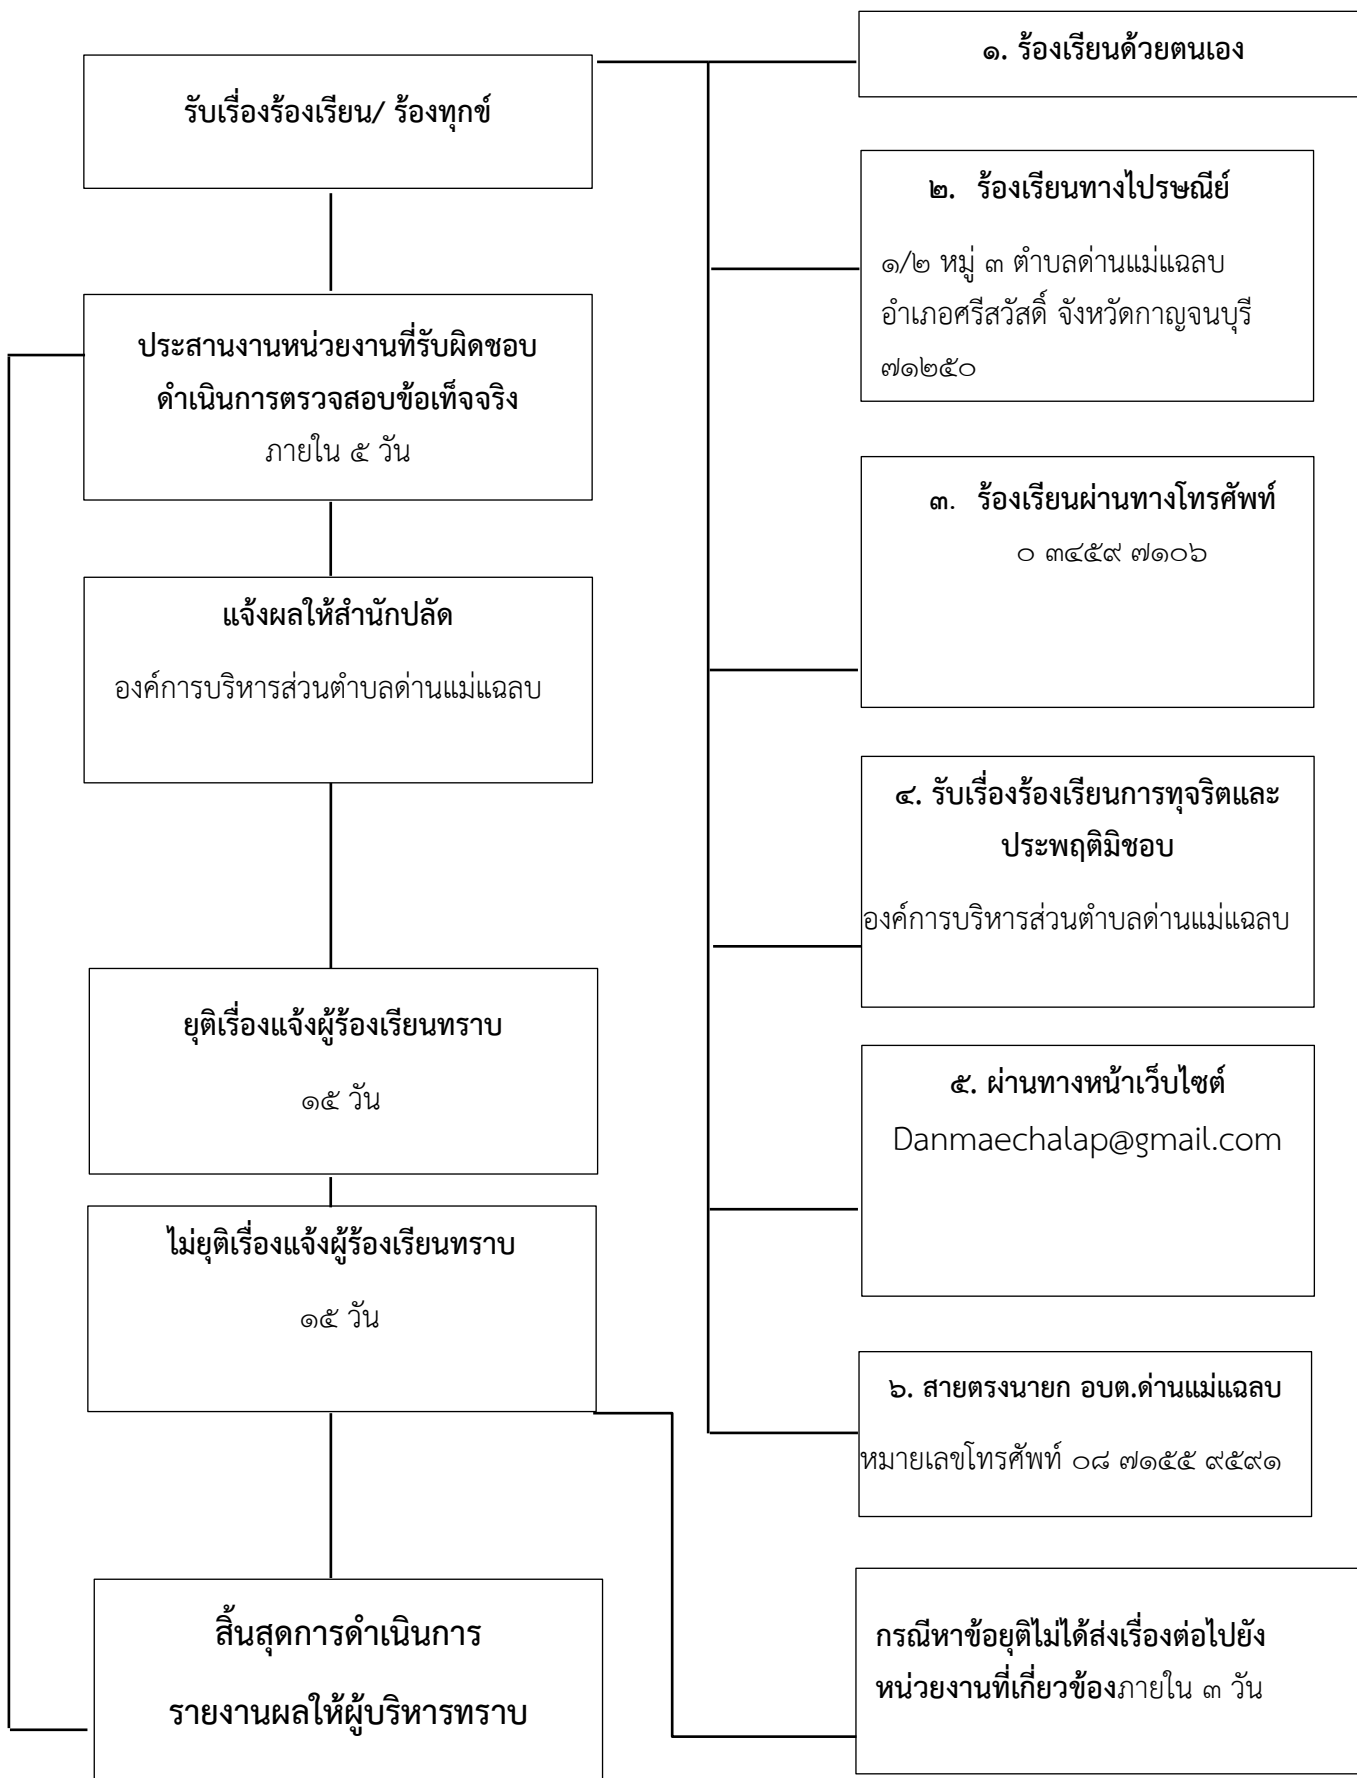 รับเรื่องร้องเรียน/ ร้องทุกข์
ประสานงานหน่วยงานที่รับผิดชอบ
ดำเนินการตรวจสอบข้อเท็จจริง
ภายใน ๕ วัน
แจ้งผลให้สำนักปลัด
องค์การบริหารส่วนตำบลด่านแม่แฉลบ
ยุติเรื่องแจ้งผู้ร้องเรียนทราบ
๑๕ วัน
ไม่ยุติเรื่องแจ้งผู้ร้องเรียนทราบ
๑๕ วัน
สิ้นสุดการดำเนินการ
รายงานผลให้ผู้บริหารทราบ
๑. ร้องเรียนด้วยตนเอง
๒. ร้องเรียนทางไปรษณีย์
๑/๒ หมู่ ๓ ตำบลด่านแม่แฉลบ
อำเภอศรีสวัสดิ์ จังหวัดกาญจนบุรี
๗๑๒๕๐
๓. ร้องเรียนผ่านทางโทรศัพท์
๐ ๓๔๕๙ ๗๑๐๖
๔. รับเรื่องร้องเรียนการทุจริตและ
ประพฤติมิชอบ
องค์การบริหารส่วนตำบลด่านแม่แฉลบ
๕. ผ่านทางหน้าเว็บไซต์
Danmaechalap@gmail.com
๖. สายตรงนายก อบต.ด่านแม่แฉลบ
หมายเลขโทรศัพท์ ๐๘ ๗๑๕๕ ๙๕๙๑
กรณีหาข้อยุติไม่ได้ส่งเรื่องต่อไปยัง
หน่วยงานที่เกี่ยวข้องภายใน ๓ วัน